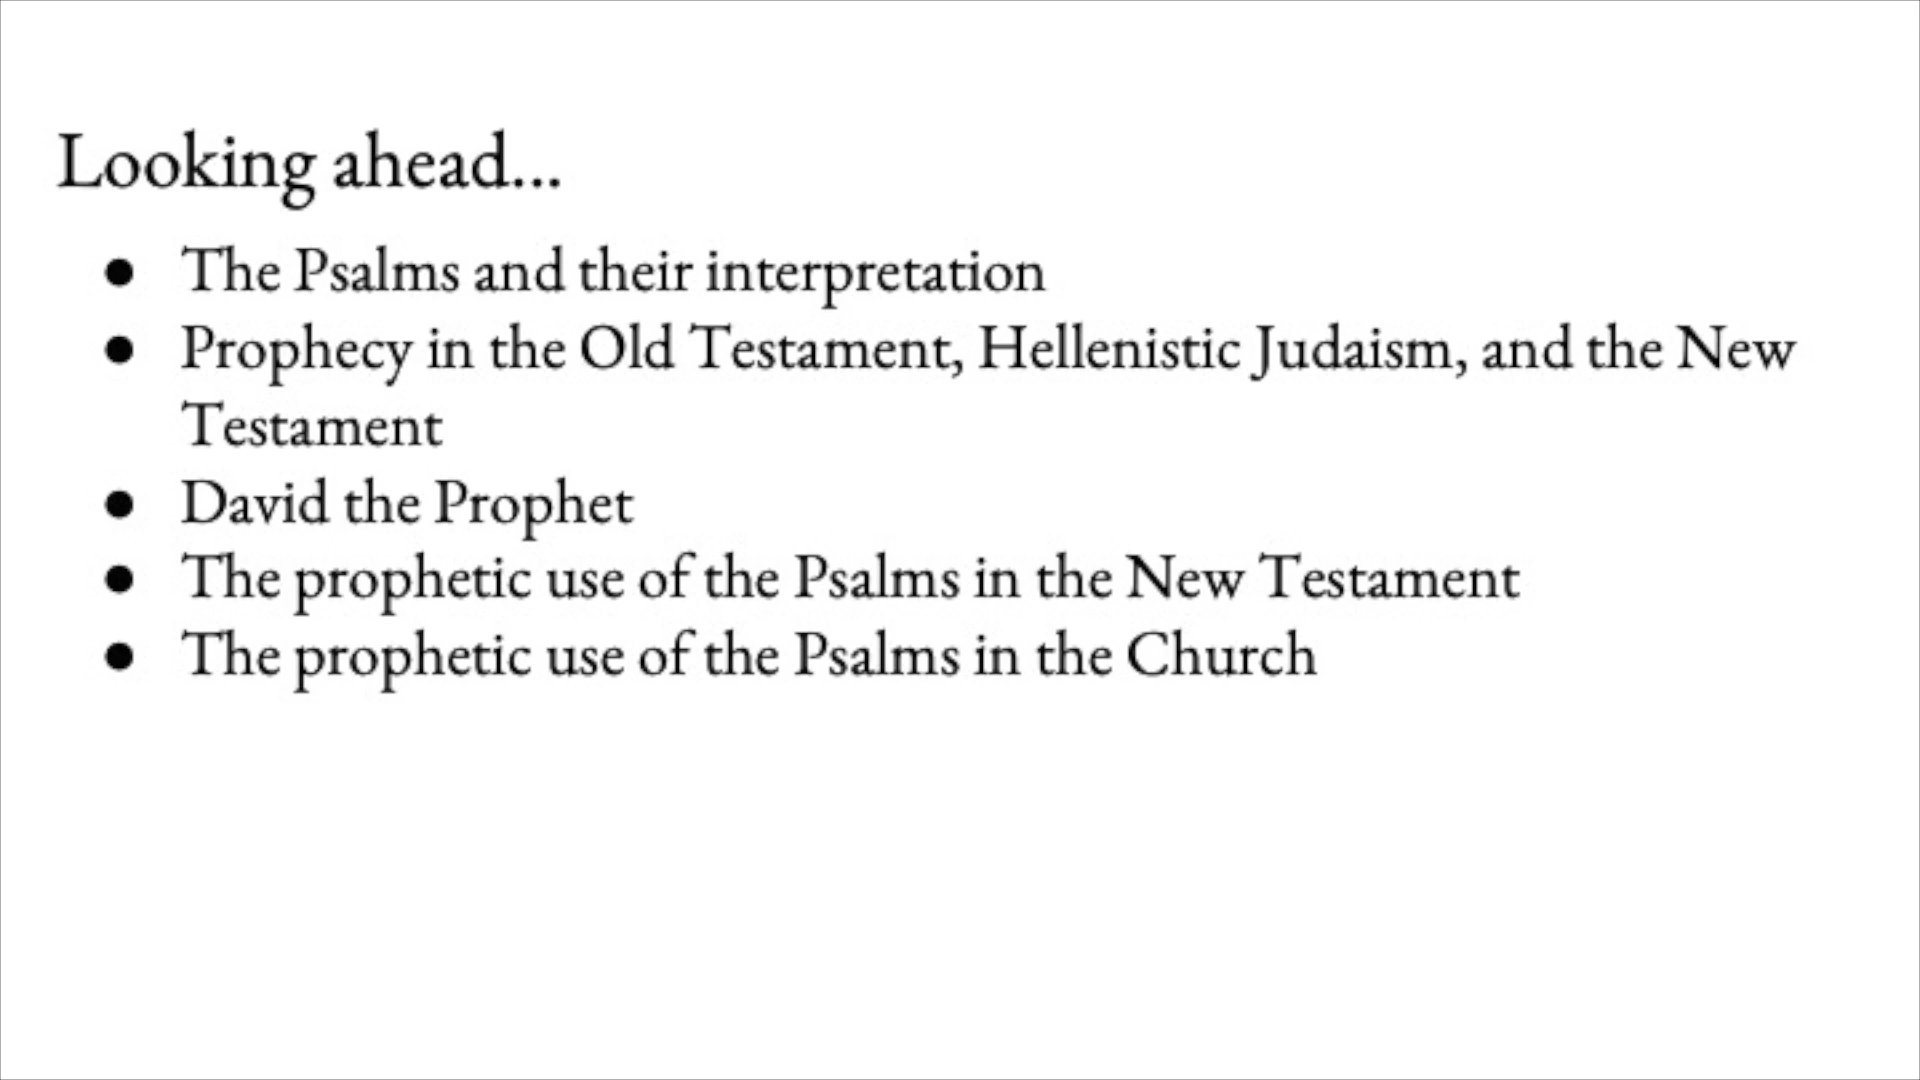 Looking ahead...
● The Psalms and their interpretation
● Prophecy in the Old Testament, Hellenistic Judaism, and the New
Testament
● David the Prophet
● The prophetic use of the Psalms in the New Testament
● The prophetic use of the Psalms in the Church